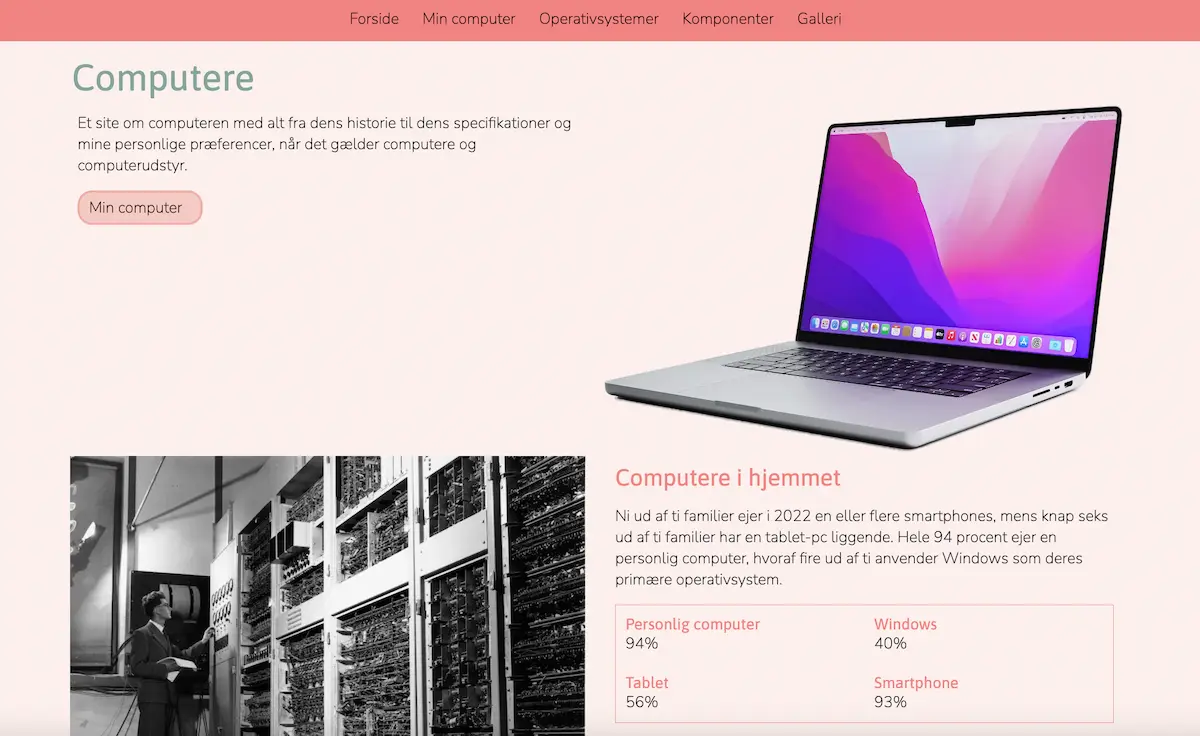 Forside Min computer Operativsystemer Komponenter Galleri
Computere
Et site om computeren med alt fra dens historie til dens specifikationer og
mine personlige præferencer, når det gælder computere og
computerudstyr.
Min computer
Computere i hjemmet
Ni ud af ti familier ejer i 2022 en eller flere smartphones, mens knap seks
ud af ti familier har en tablet-pc liggende. Hele 94 procent ejer en
personlig computer, hvoraf fire ud af ti anvender Windows som deres
primære operativsystem.
Personlig computer
94%
Windows
40%
Tablet
56%
Smartphone
93%